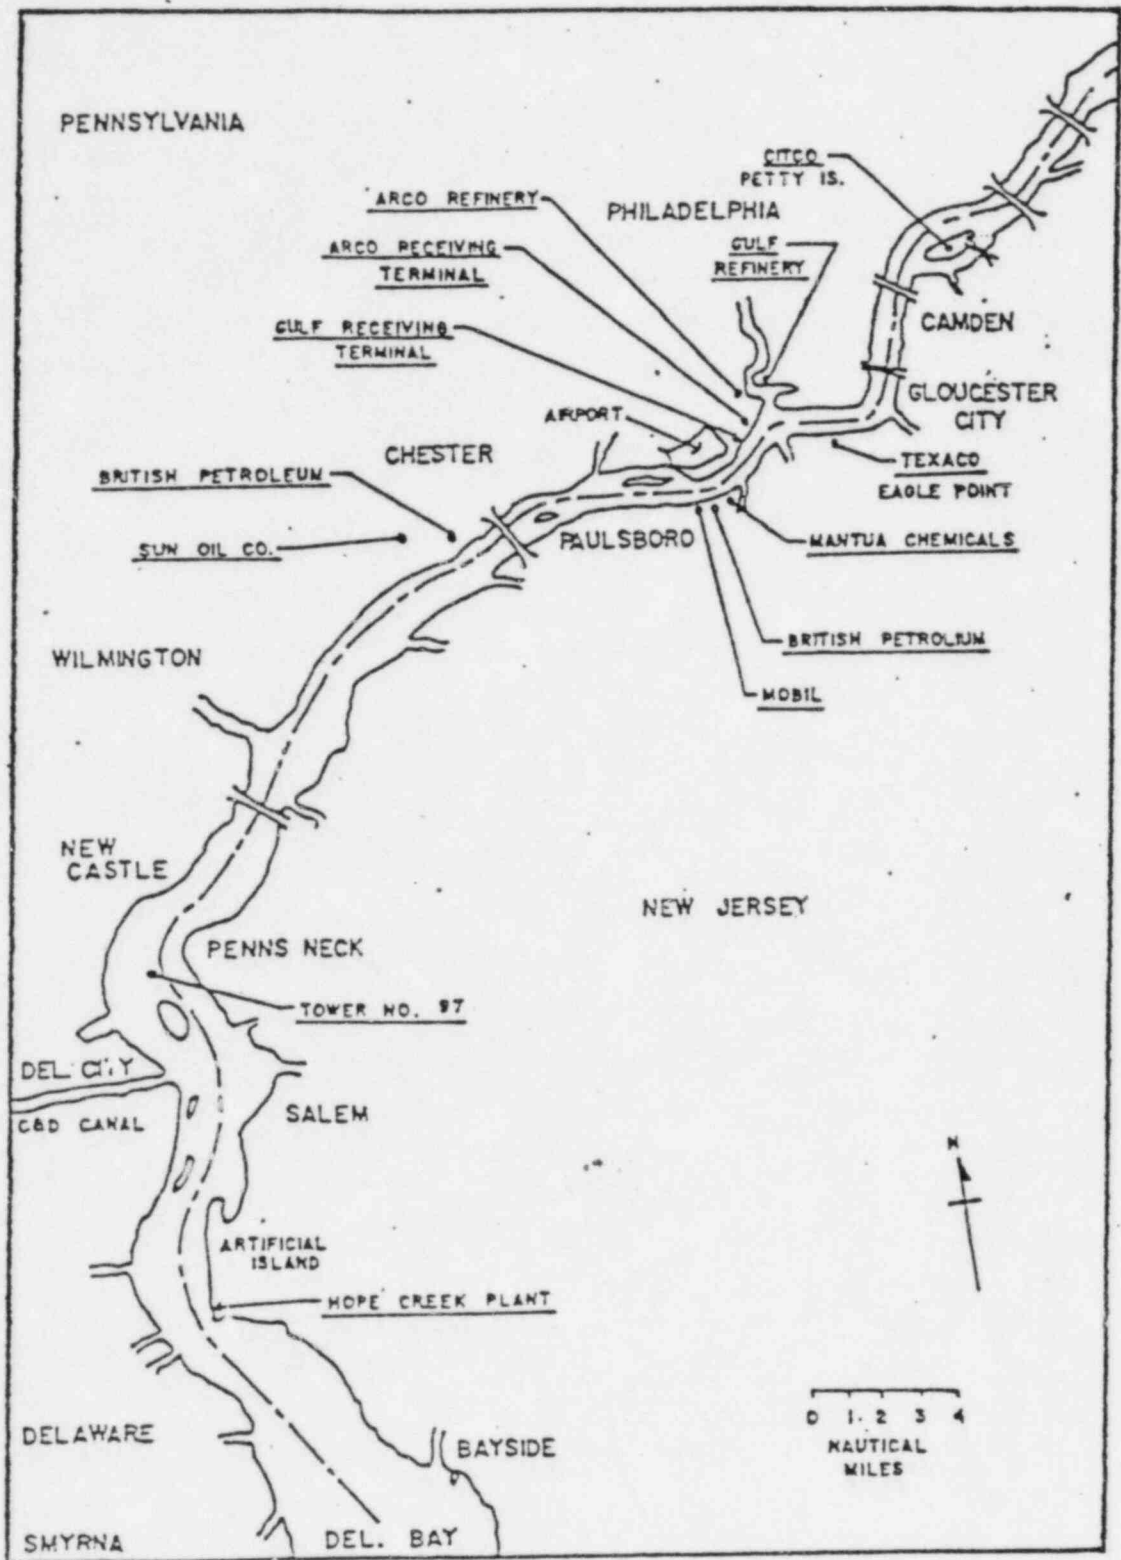 PENNSYLVANIA
CITCO
PETTY IS.
ARCO REFINERY
PHILADELPHIA
ARCO RECEIVING
TERMINAL
GULF
REFINERY
GULF RECEIVING
TERMINAL
CAMDEN
GLOUCESTER
CITY
AIRPORT
CHESTER
TEXACO
EAGLE POINT
BRITISH PETROLEUM
SUN OIL CO.
PAULSBORO
MANTUA CHEMICALS
BRITISH PETROLIUM
WILMINGTON
MOBIL
NEW
CASTLE
NEW JERSEY
PENNS NECK
TOWER NO. 97
DEL CITY
C&D CANAL
SALEM
N
ARTIFICIAL
ISLAND
HOPE CREEK PLANT
0 1 2 3 4
NAUTICAL
MILES
DELAWARE
BAYSIDE
SMYRNA
DEL. BAY